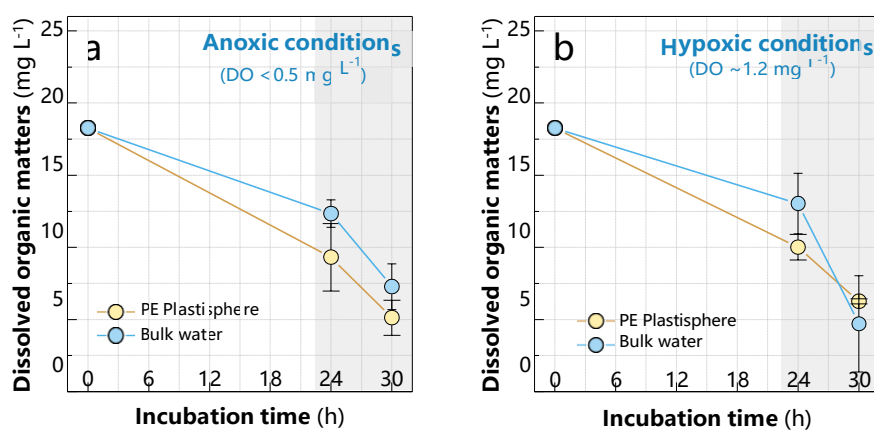 a
Anoxic conditions
(DO <0.5 mg L-1)
Dissolved organic matters (mg L-1)
25
20
15
10
5
0
PE Plastisphere
Bulk water
0 6 12 18 24 30
Incubation time (h)
b
Hypoxic conditions
(DO ~1.2 mg L-1)
Dissolved organic matters (mg L-1)
25
20
15
10
5
0
PE Plastisphere
Bulk water
0 6 12 18 24 30
Incubation time (h)